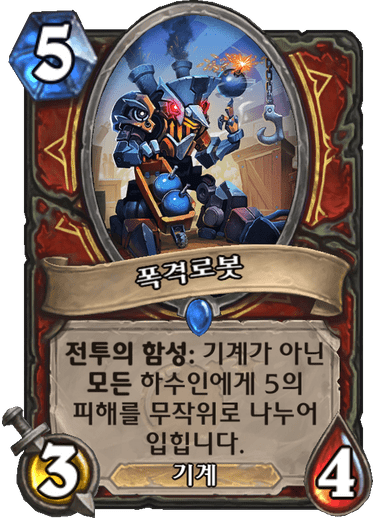 5
폭격로봇
전투의 함성: 기계가 아닌
모든 하수인에게 5의
피해를 무작위로 나누어
입힙니다.
3
기계
4